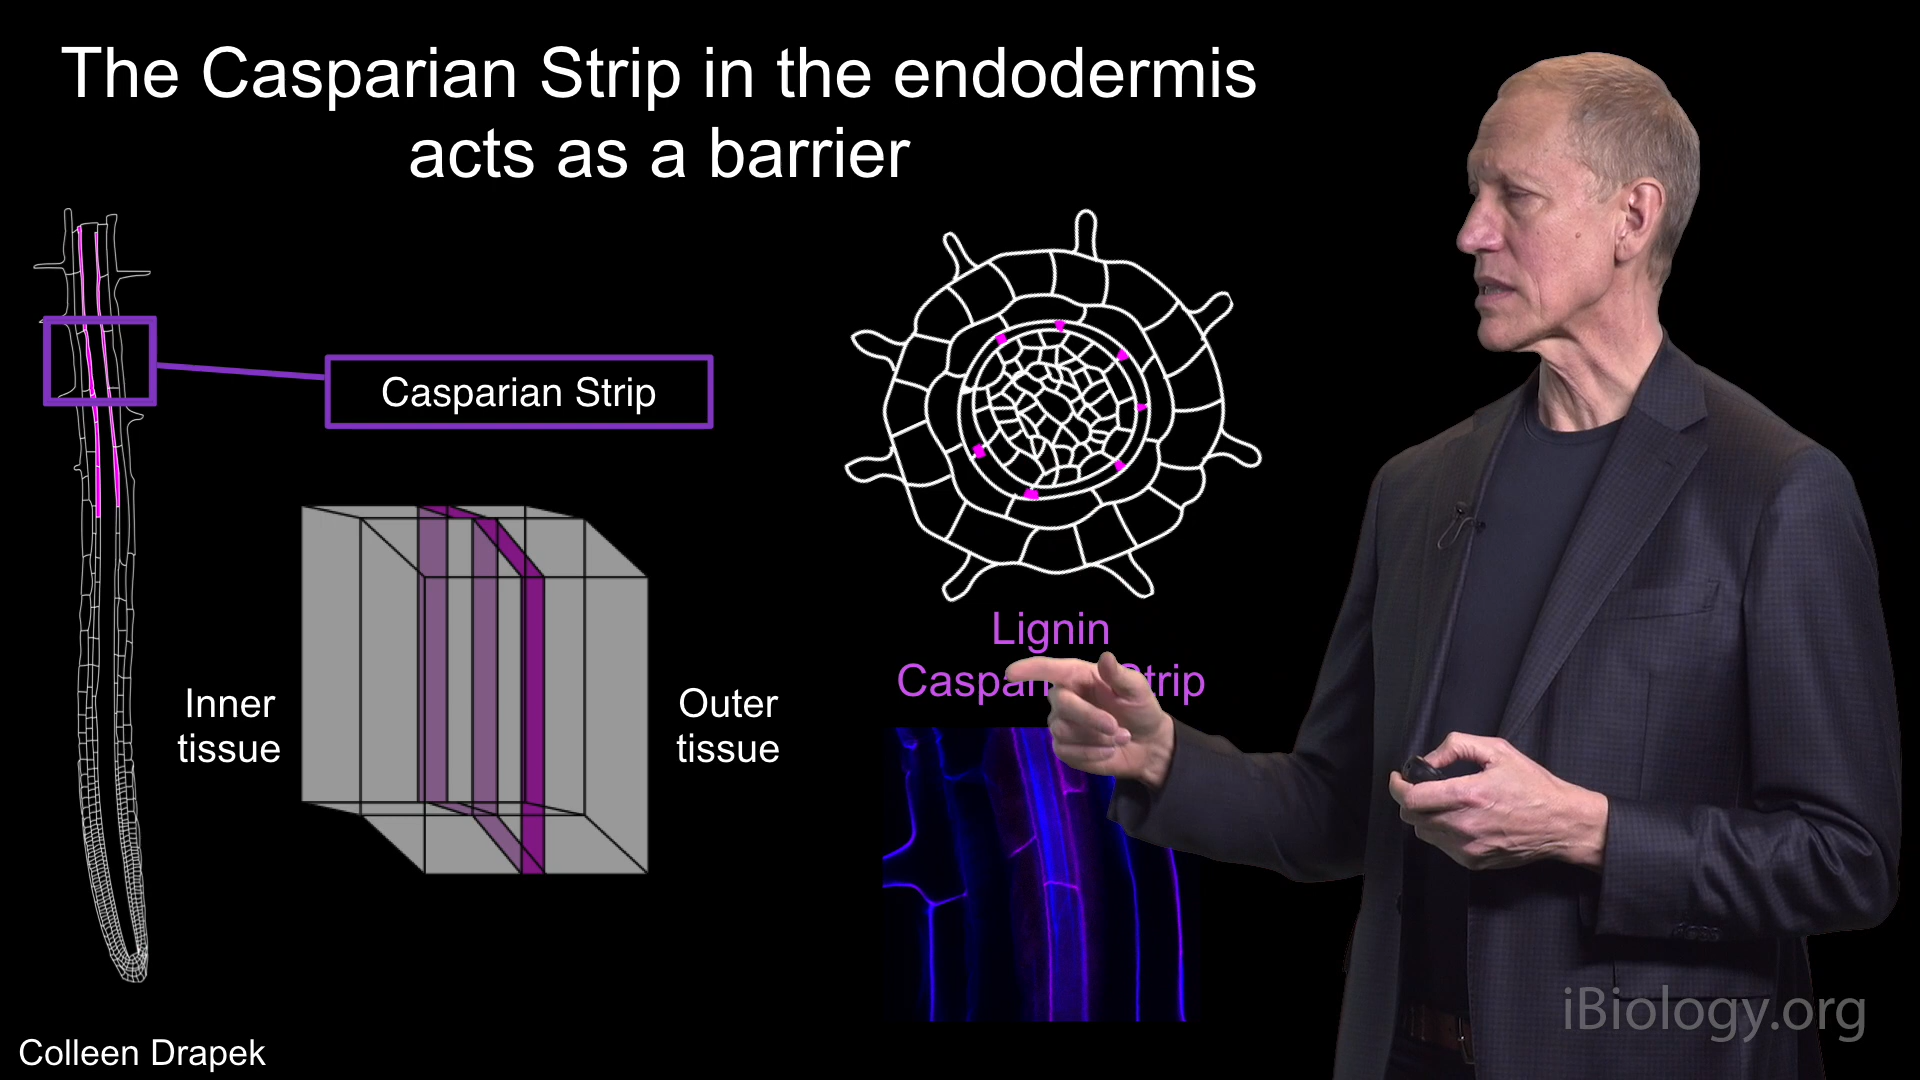 The Casparian Strip in the endodermis
acts as a barrier
Casparian Strip
Inner
tissue
Outer
tissue
Lignin
Strip
Colleen Drapek
iBiology.org